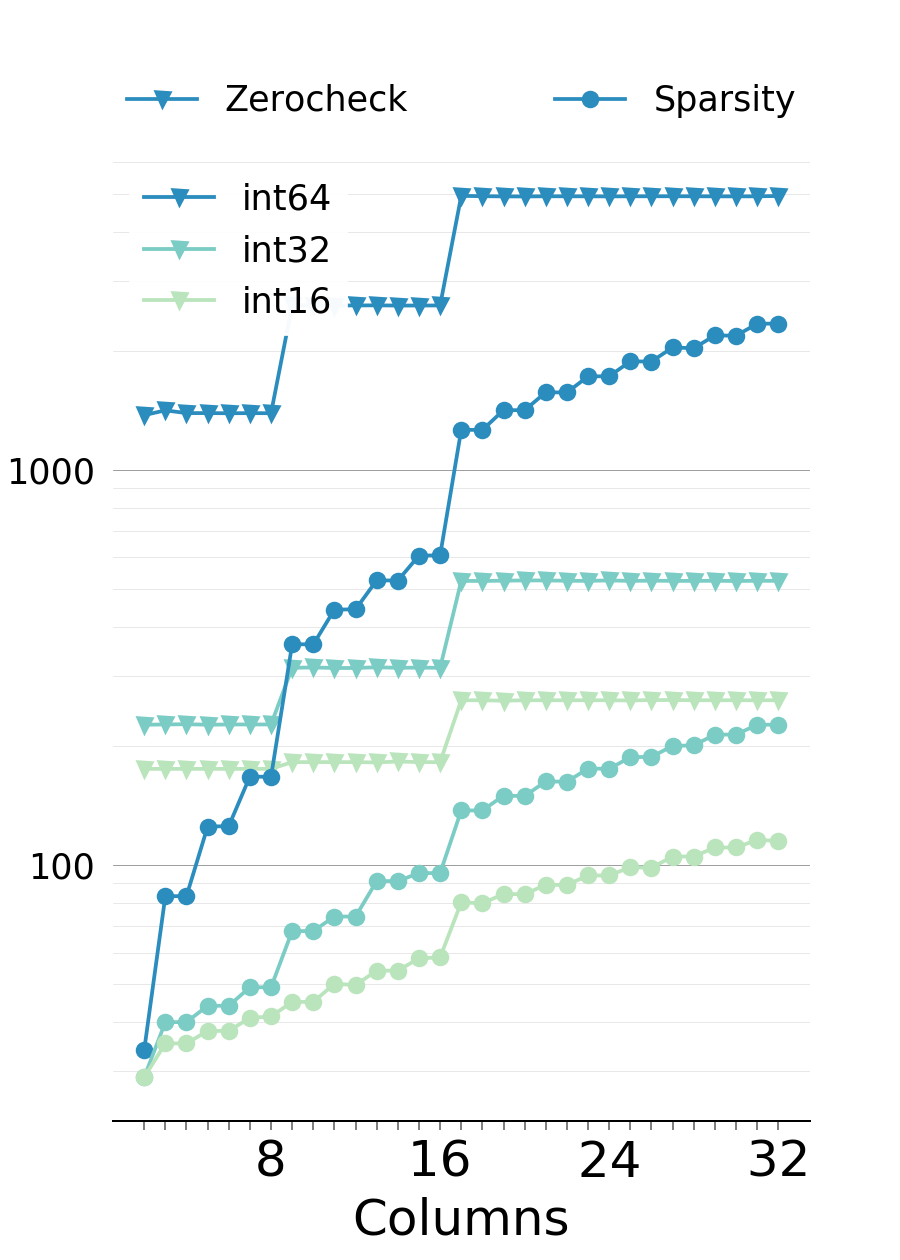 Zerocheck Sparsity
int64
int32
int16
1000
100
8 16 24 32
Columns